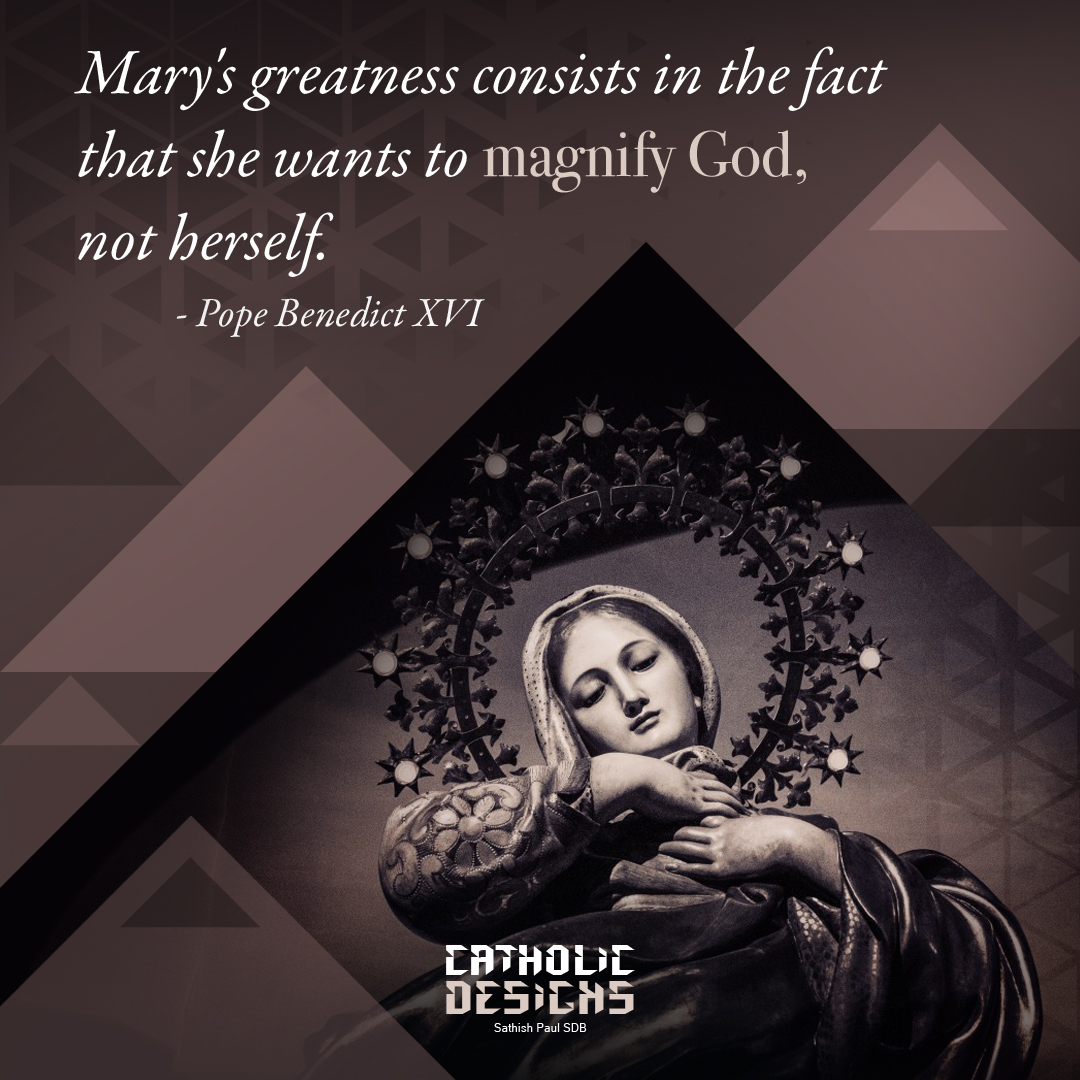 Mary's greatness consists in the fact
that she wants to magnify God,
not herself.
- Pope Benedict XVI
CATHOLIC
DESIGNS
Sathish Paul SDB